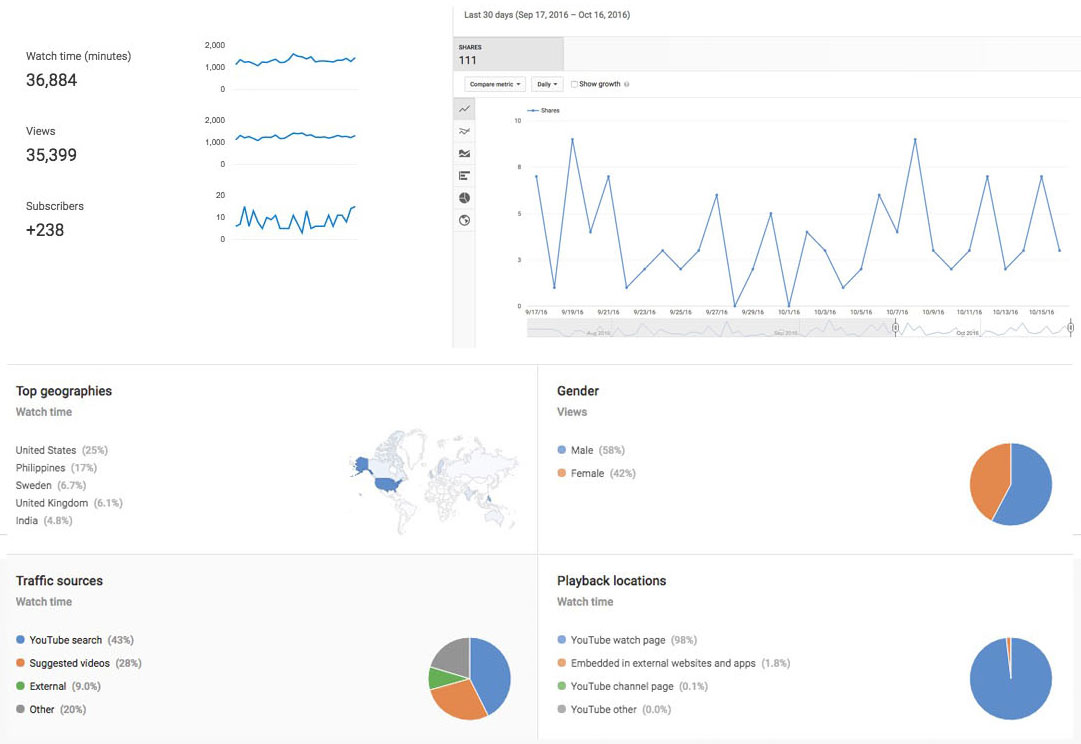 Watch time (minutes)
36,884
2,000
1,000
0
Views
35,399
2,000
1,000
0
Subscribers
+238
20
10
0
Last 30 days (Sep 17, 2016 – Oct 16, 2016)
SHARES
111
Compare metric
Daily
Show growth
Shares
10
8
5
3
0
9/17/16 9/19/16 9/21/16 9/23/16 9/25/16 9/27/16 9/29/16 10/1/16 10/3/16 10/5/16 10/7/16 10/9/16 10/11/16 10/13/16 10/15/16
Aug 2016 Sep 2016 Oct 2016
Top geographies
Watch time
United States (25%)
Philippines (17%)
Sweden (6.7%)
United Kingdom (6.1%)
India (4.8%)
Gender
Views
Male (58%)
Female (42%)
Traffic sources
Watch time
YouTube search (43%)
Suggested videos (28%)
External (9.0%)
Other (20%)
Playback locations
Watch time
YouTube watch page (98%)
Embedded in external websites and apps (1.8%)
YouTube channel page (0.1%)
YouTube other (0.0%)